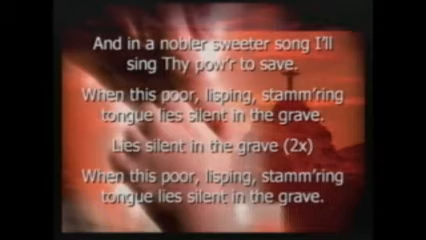 And in a nobler sweeter song I'll
sing Thy pow'r to save.
When this poor, lisping, stamm'ring
tongue lies silent in the grave.
Lies silent in the grave (2x)
When this poor, lisping, stamm'ring
tongue lies silent in the grave.